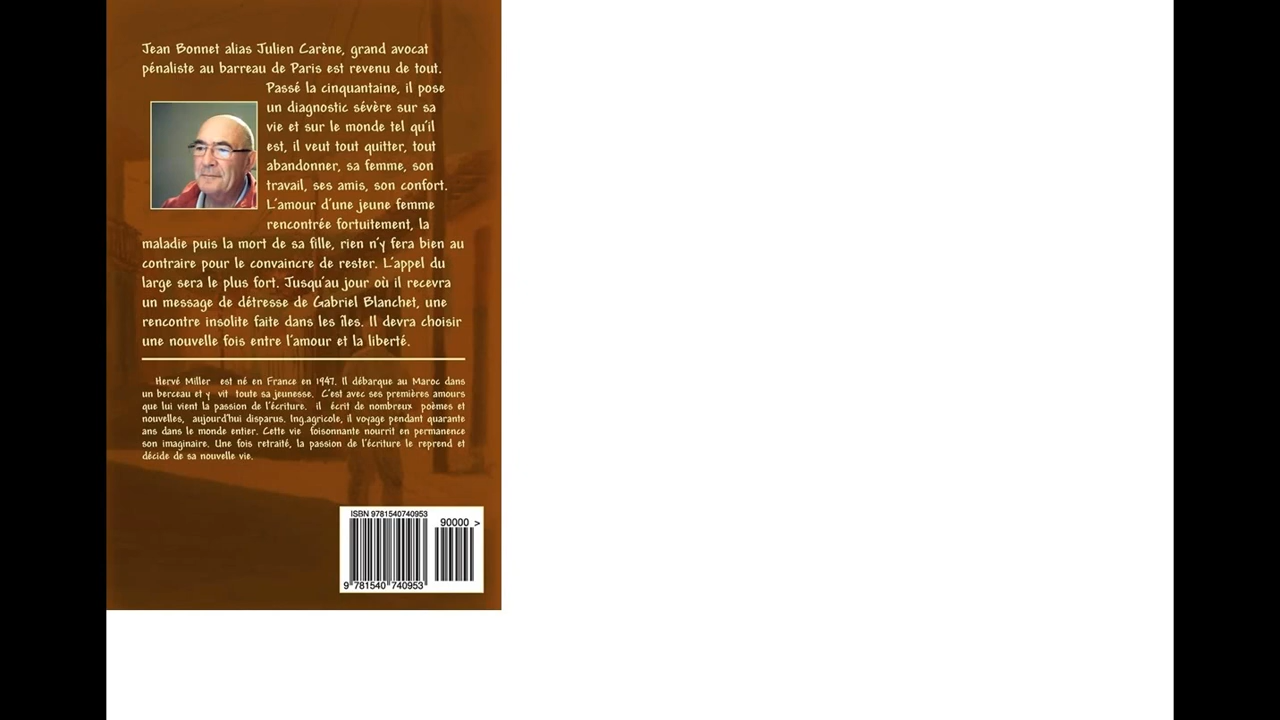 Jean Bonnet alias Julien Carène, grand avocat
pénaliste au barreau de Paris est revenu de tout.
Passé la cinquantaine, il pose
un diagnostic sévère sur sa
vie et sur le monde tel qu'il
est, il veut tout quitter, tout
abandonner, sa femme, son
travail, ses amis, son confort.
L'amour d'une jeune femme
rencontrée fortuitement, la
maladie puis la mort de sa fille, rien n'y fera bien au
contraire pour le convaincre de rester. L'appel du
large sera le plus fort. Jusqu'au jour où il recevra
un message de détresse de Gabriel Blanchet, une
rencontre insolite faite dans les îles. Il devra choisir
une nouvelle fois entre l'amour et la liberté.
Hervé Miller est né en France en 1947. Il débarque au Maroc dans
un berceau et y vit toute sa jeunesse. C'est avec ses premières amours
que lui vient la passion de l'écriture. il écrit de nombreux poèmes et
nouvelles, aujourd'hui disparus. Ing.agricole, il voyage pendant quarante
ans dans le monde entier. Cette vie foisonnante nourrit en permanence
son imaginaire. Une fois retraité, la passion de l'écriture le reprend et
décide de sa nouvelle vie.
ISBN 9781540740953
90000 >
9 781540 740953